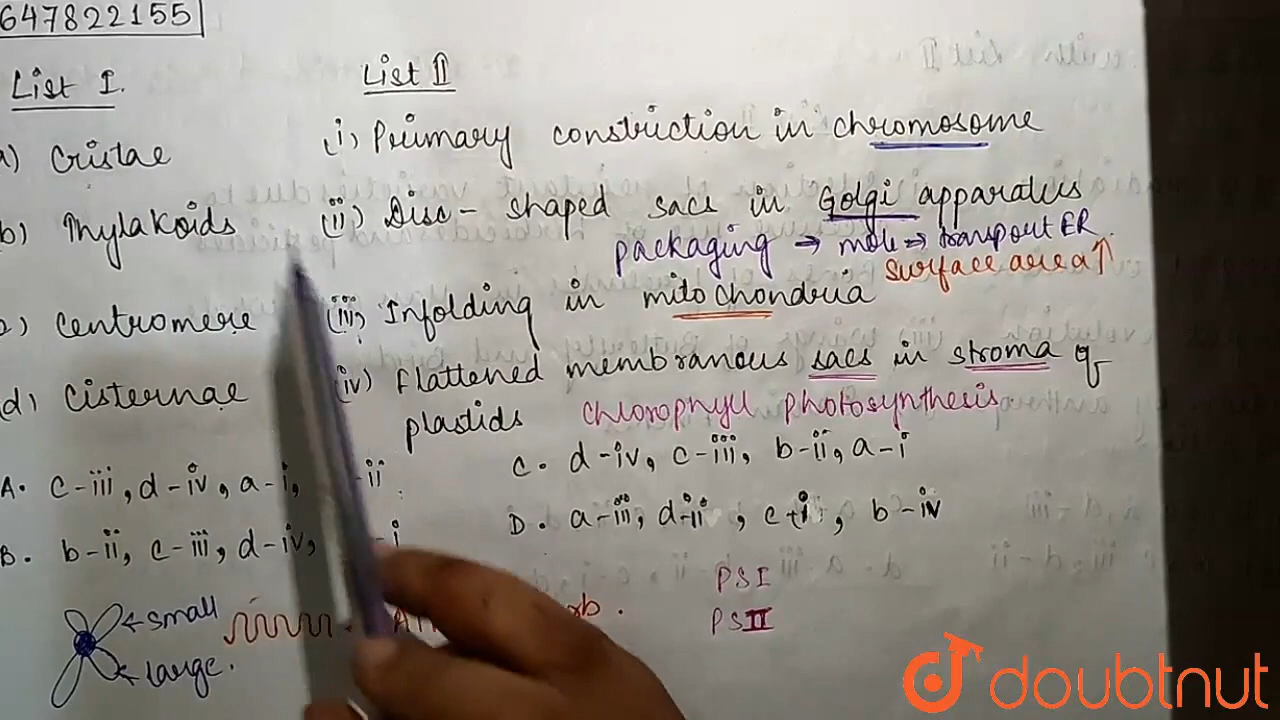 647822155
List I.
List II
a) Cristae
(i) Primary constriction in chromosome
b) Thylakoids
(ii) Disc-shaped sacs in Golgi apparatus
packaging → mole → transport ER
surface area ↑
c) Centromere
(iii) Infolding in mitochondria
(d) Cisternae
(iv) Flattened membranous sacs in stroma of
plastids
chlorophyll photosynthesis
A. c-iii, d-iv, a-i, -ii
C. d-iv, c-iii, b-ii, a-i
B. b-ii, c-iii, d-iv, -i
D. a-iii, d-ii, c-i, b-iv
← small
← large.
PS I
PS II
doubtnut